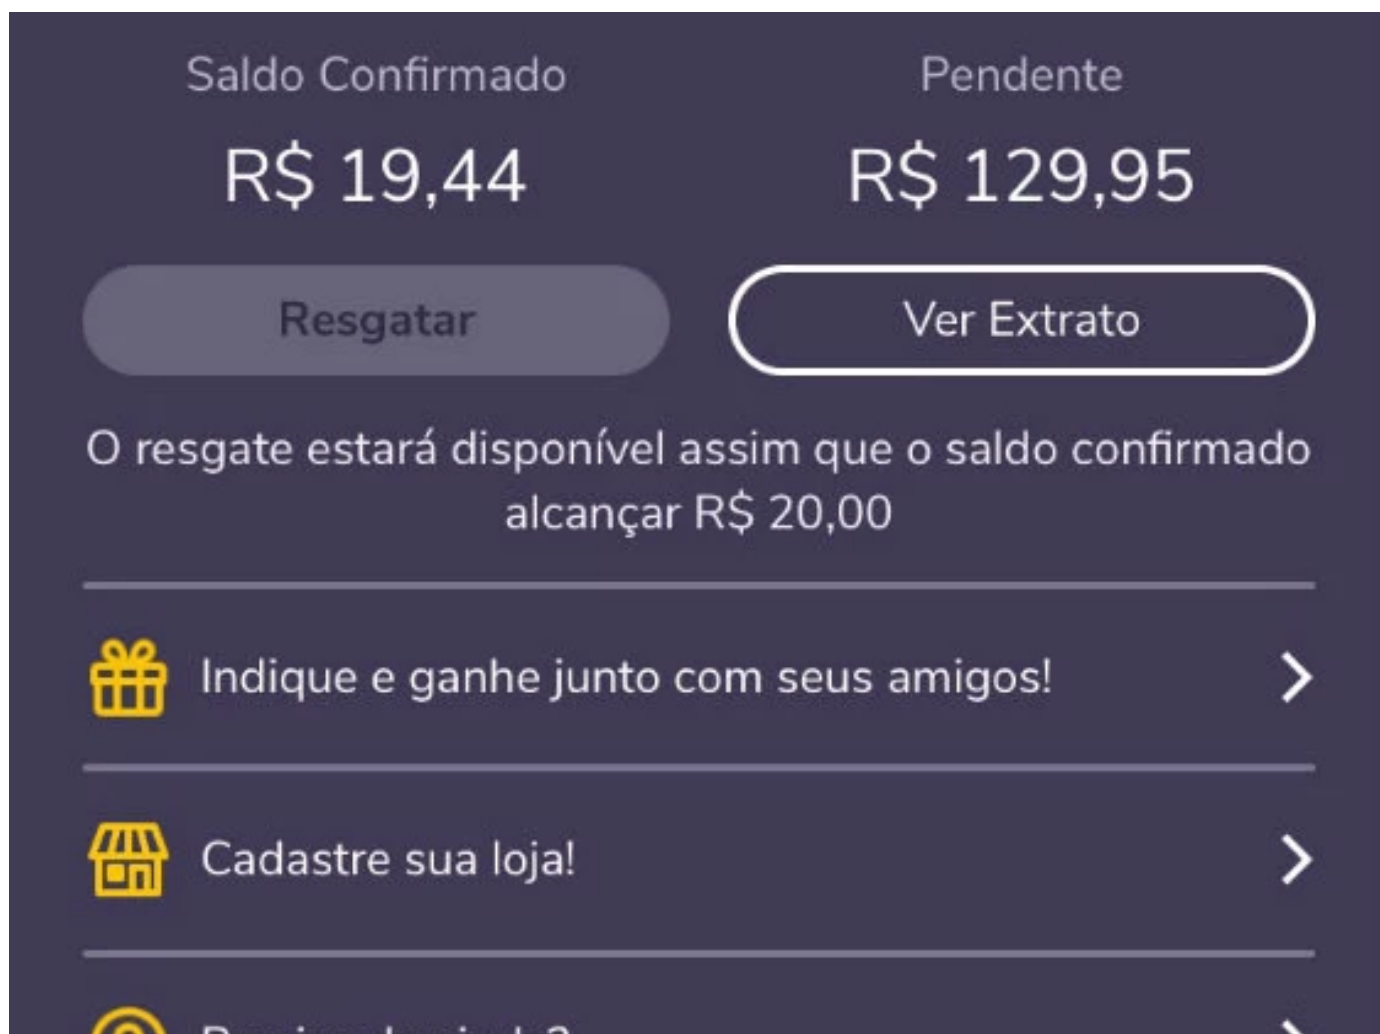 Saldo Confirmado
Pendente
R$ 19,44
R$ 129,95
Resgatar
Ver Extrato
O resgate estará disponível assim que o saldo confirmado
alcançar R$ 20,00
Indique e ganhe junto com seus amigos!
Cadastre sua loja!